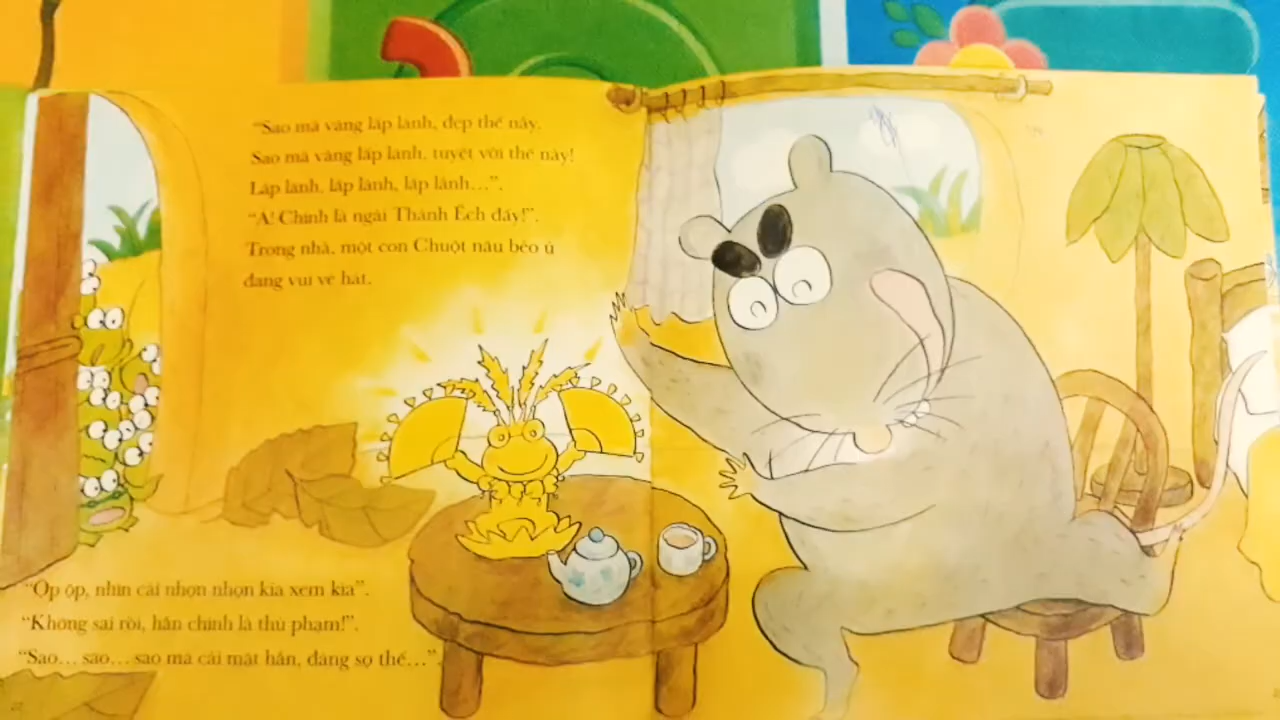 “Sao mà vàng lấp lánh, đẹp thế này.
Sao mà vàng lấp lánh, tuyệt vời thế này!
Lấp lánh, lấp lánh, lấp lánh…”.
“A! Chính là ngài Thánh Ếch đấy!”.
Trong nhà, một con Chuột nâu béo ú
đang vui vẻ hát.
“Ộp ộp, nhìn cái nhọn nhọn kia xem kìa”.
“Không sai rồi, hắn chính là thủ phạm!”.
“Sao… sao… sao mà cái mặt hắn, đáng sợ thế…”.